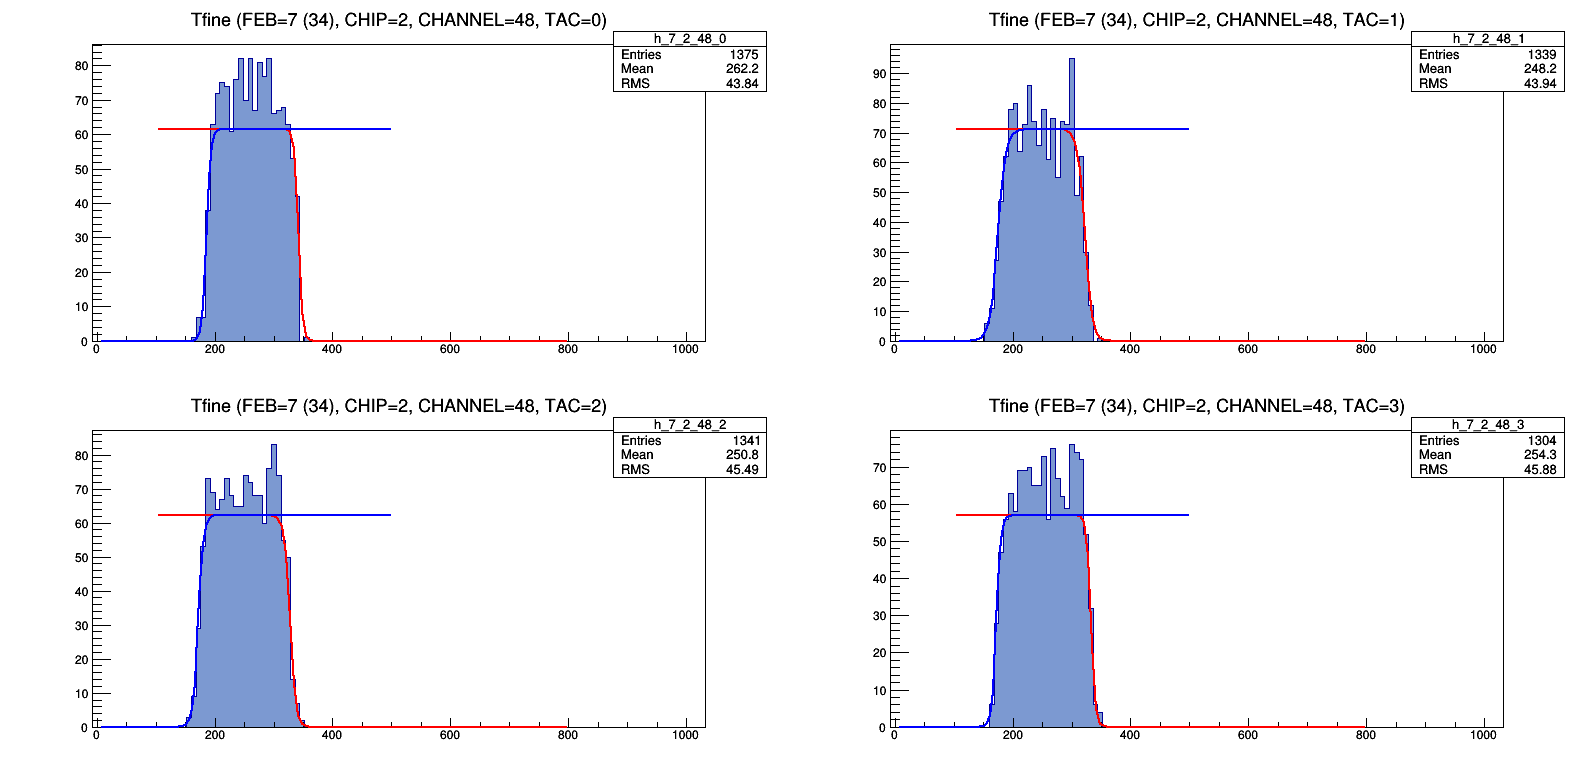 Tfine (FEB=7 (34), CHIP=2, CHANNEL=48, TAC=0)
h_7_2_48_0
Entries 1375
Mean 262.2
RMS 43.84
80
70
60
50
40
30
20
10
0
0 200 400 600 800 1000
Tfine (FEB=7 (34), CHIP=2, CHANNEL=48, TAC=1)
h_7_2_48_1
Entries 1339
Mean 248.2
RMS 43.94
90
80
70
60
50
40
30
20
10
0
0 200 400 600 800 1000
Tfine (FEB=7 (34), CHIP=2, CHANNEL=48, TAC=2)
h_7_2_48_2
Entries 1341
Mean 250.8
RMS 45.49
80
70
60
50
40
30
20
10
0
0 200 400 600 800 1000
Tfine (FEB=7 (34), CHIP=2, CHANNEL=48, TAC=3)
h_7_2_48_3
Entries 1304
Mean 254.3
RMS 45.88
70
60
50
40
30
20
10
0
0 200 400 600 800 1000